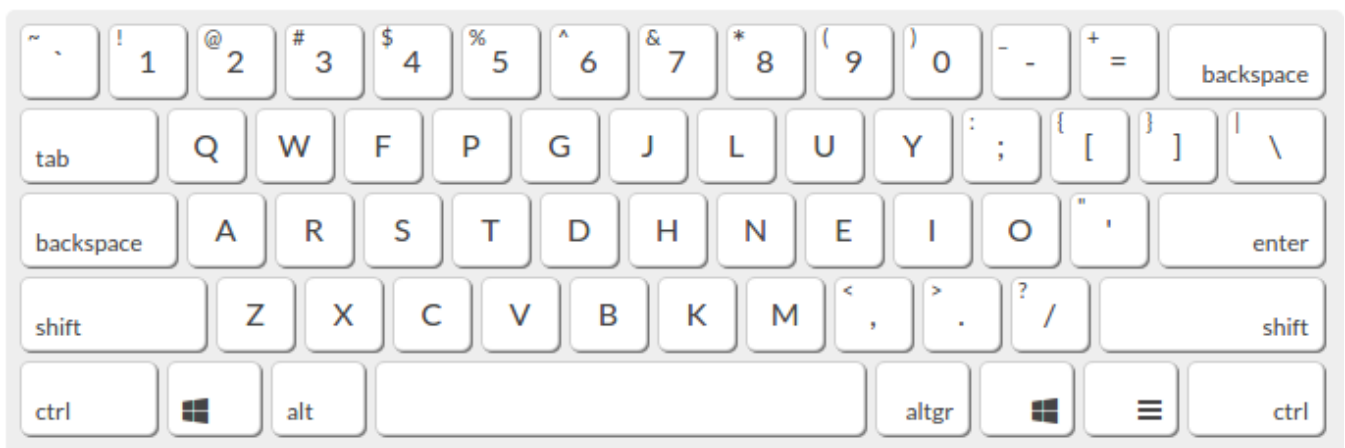 ~ ` ! 1 @ 2 # 3 $ 4 % 5 ^ 6 & 7 * 8 ( 9 ) 0 _ - + = backspace
tab Q W F P G J L U Y : ; { [ } ] | \
backspace A R S T D H N E I O " ' enter
shift Z X C V B K M < , > . ? / shift
ctrl alt altgr ctrl